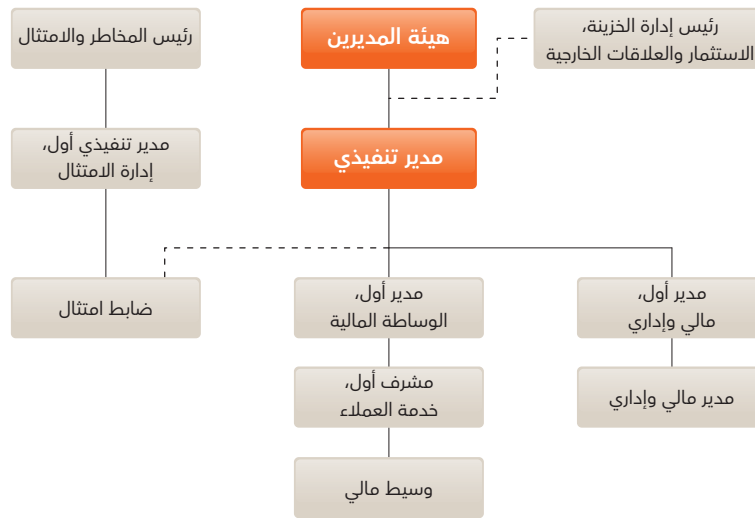 رئيس إدارة الخزينة،
الاستثمار والعلاقات الخارجية
هيئة المديرين
رئيس المخاطر والامتثال
مدير تنفيذي
مدير تنفيذي أول،
إدارة الامتثال
مدير أول،
مالي وإداري
مدير أول،
الوساطة المالية
ضابط امتثال
مدير مالي وإداري
مشرف أول،
خدمة العملاء
وسيط مالي